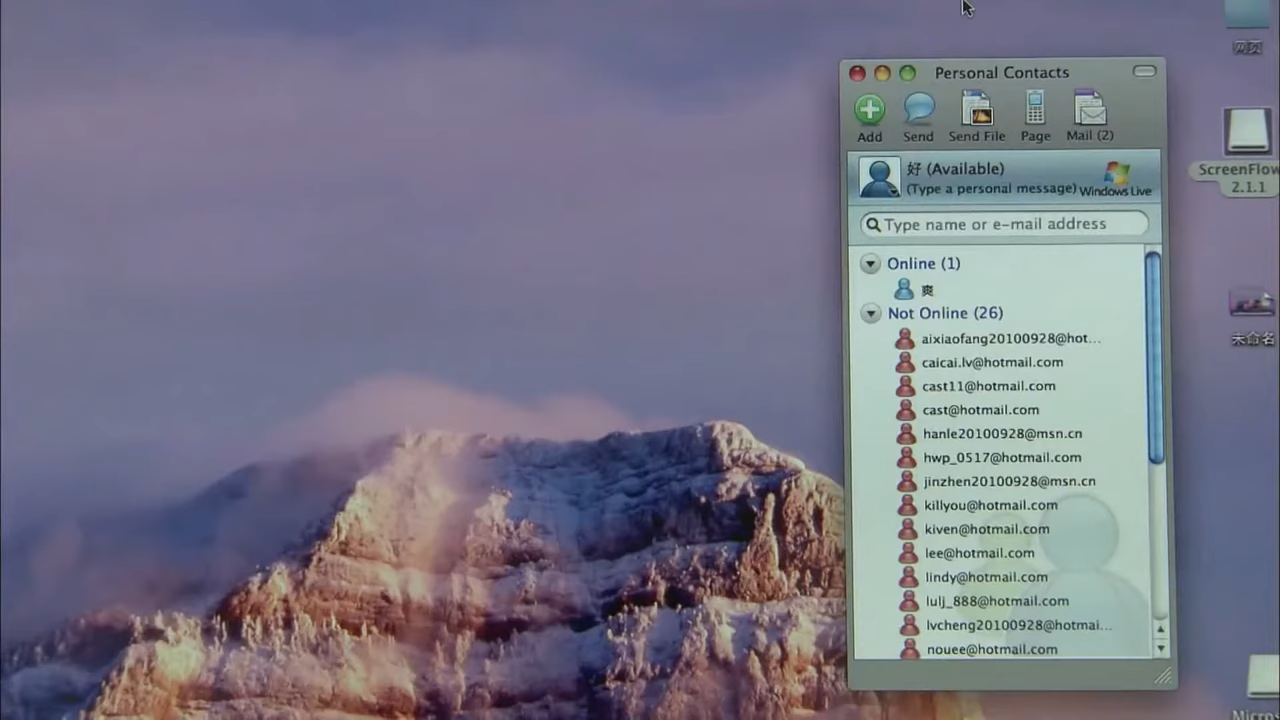 Personal Contacts
Add Send Send File Page Mail (2)
好 (Available)
(Type a personal message)
Windows Live
Type name or e-mail address
Online (1)
爽
Not Online (26)
aixiaofang20100928@hot...
caicai.lv@hotmail.com
cast11@hotmail.com
cast@hotmail.com
hanle20100928@msn.cn
hwp_0517@hotmail.com
jinzhen20100928@msn.cn
killyou@hotmail.com
kiven@hotmail.com
lee@hotmail.com
lindy@hotmail.com
lulj_888@hotmail.com
lvcheng20100928@hotmai...
nouee@hotmail.com
网页
ScreenFlow
2.1.1
未命名
Micro